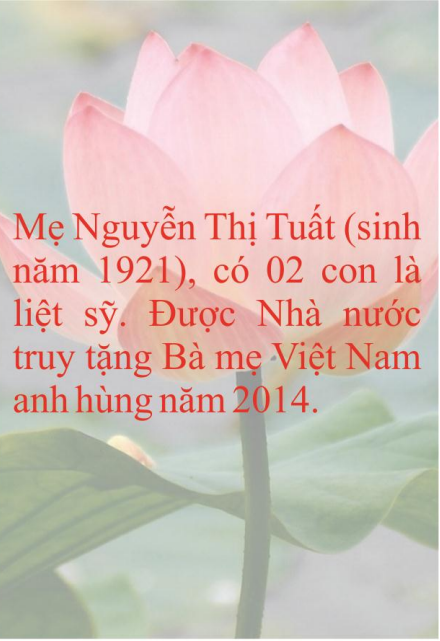 Mẹ Nguyễn Thị Tuất (sinh
năm 1921), có 02 con là
liệt sỹ. Được Nhà nước
truy tặng Bà mẹ Việt Nam
anh hùng năm 2014.